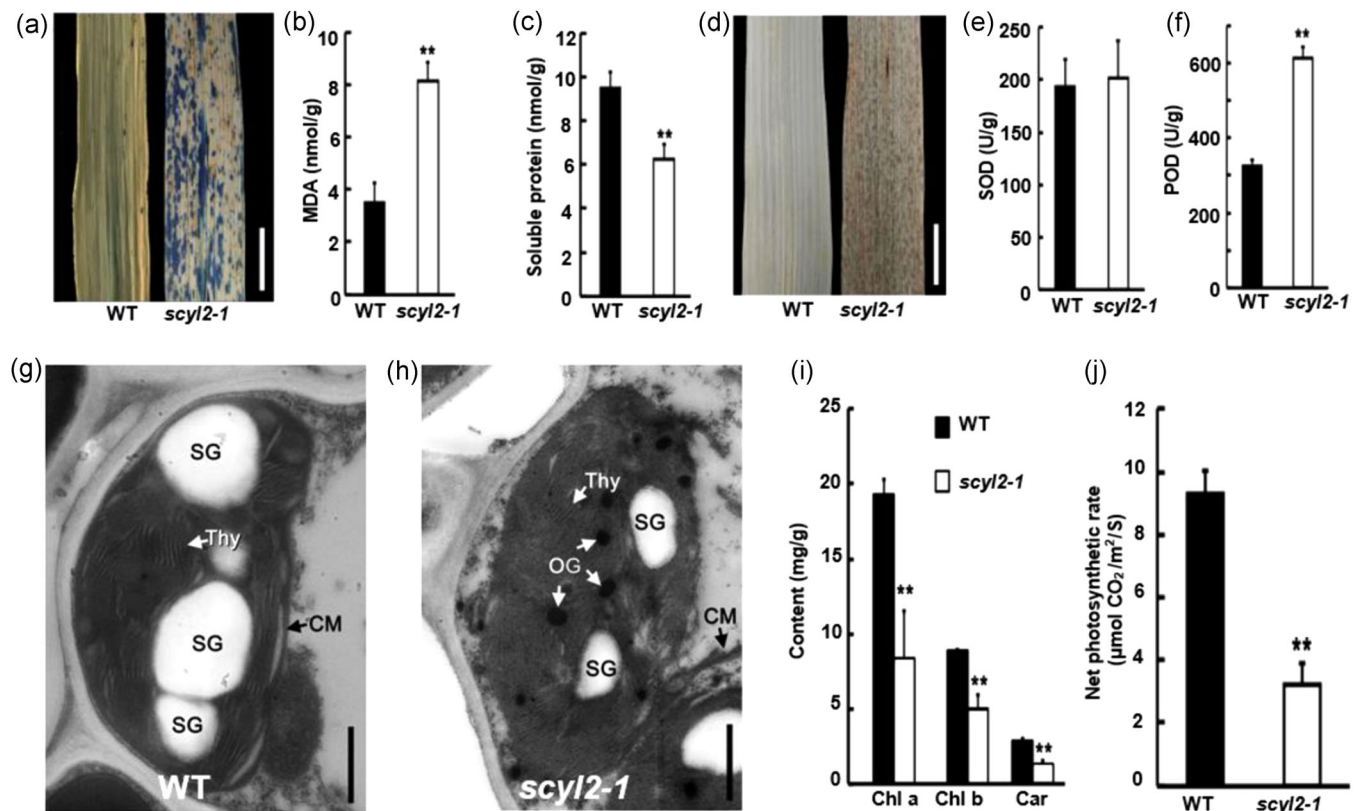 (a)
WT scyl2-1
(b)
MDA (nmol/g)
10
8
6
4
2
0
**
WT scyl2-1
(c)
Soluble protein (nmol/g)
12
10
8
6
4
2
0
**
WT scyl2-1
(d)
WT scyl2-1
(e)
SOD (U/g)
250
200
150
100
50
0
WT scyl2-1
(f)
POD (U/g)
600
400
200
0
**
WT scyl2-1
(g)
SG
Thy
SG
CM
SG
WT
(h)
Thy
SG
OG
CM
SG
scyl2-1
(i)
Content (mg/g)
25
20
15
10
5
0
WT
scyl2-1
**
**
**
Chl a Chl b Car
(j)
Net photosynthetic rate
(μmol CO₂/m²/S)
12
10
8
6
4
2
0
**
WT scyl2-1